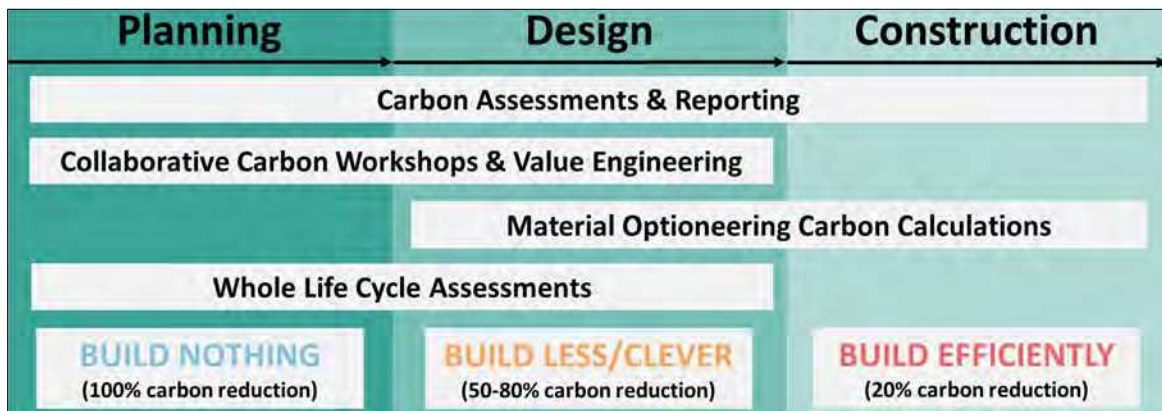 Planning Design Construction
Carbon Assessments & Reporting
Collaborative Carbon Workshops & Value Engineering
Material Optioneering Carbon Calculations
Whole Life Cycle Assessments
BUILD NOTHING
(100% carbon reduction)
BUILD LESS/CLEVER
(50-80% carbon reduction)
BUILD EFFICIENTLY
(20% carbon reduction)